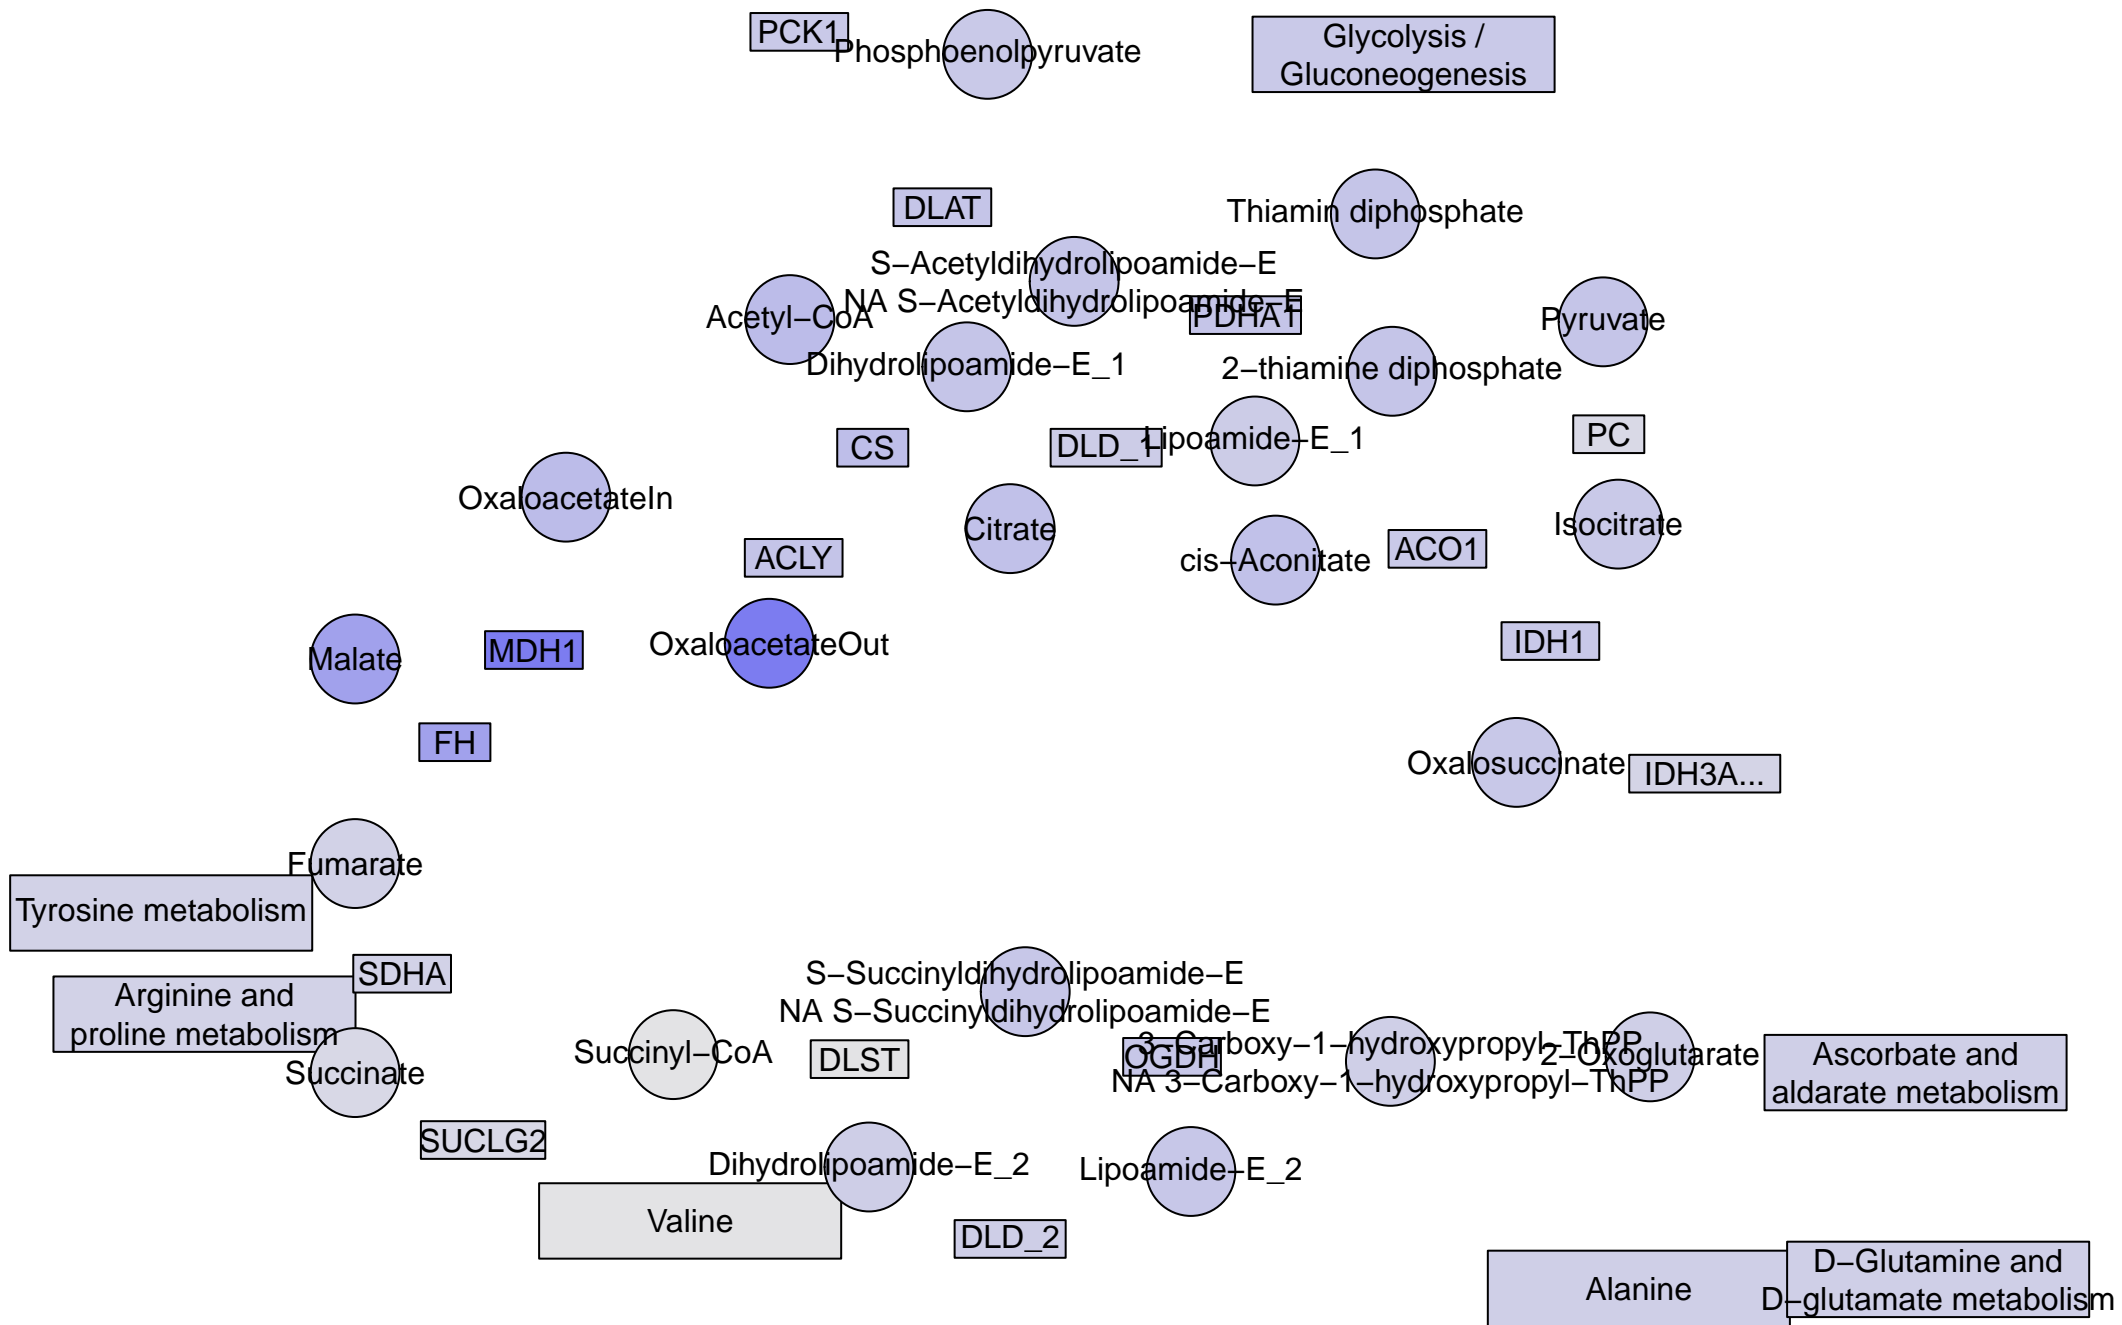 PCK1
Phosphoenolpyruvate
Glycolysis /
Gluconeogenesis
DLAT
Thiamin diphosphate
S−Acetyldihydrolipoamide−E
NA S−Acetyldihydrolipoamide−E
Acetyl−CoA
PDHA1
Pyruvate
Dihydrolipoamide−E_1
2−thiamine diphosphate
CS
DLD_1
Lipoamide−E_1
PC
OxaloacetateIn
Citrate
Isocitrate
ACLY
cis−Aconitate
ACO1
Malate
MDH1
OxaloacetateOut
IDH1
FH
Oxalosuccinate
IDH3A...
Fumarate
Tyrosine metabolism
SDHA
Arginine and
proline metabolism
S−Succinyldihydrolipoamide−E
NA S−Succinyldihydrolipoamide−E
Succinate
Succinyl−CoA
DLST
OGDH
3−Carboxy−1−hydroxypropyl−ThPP
NA 3−Carboxy−1−hydroxypropyl−ThPP
2−Oxoglutarate
Ascorbate and
aldarate metabolism
SUCLG2
Dihydrolipoamide−E_2
Lipoamide−E_2
Valine
DLD_2
Alanine
D−Glutamine and
D−glutamate metabolism